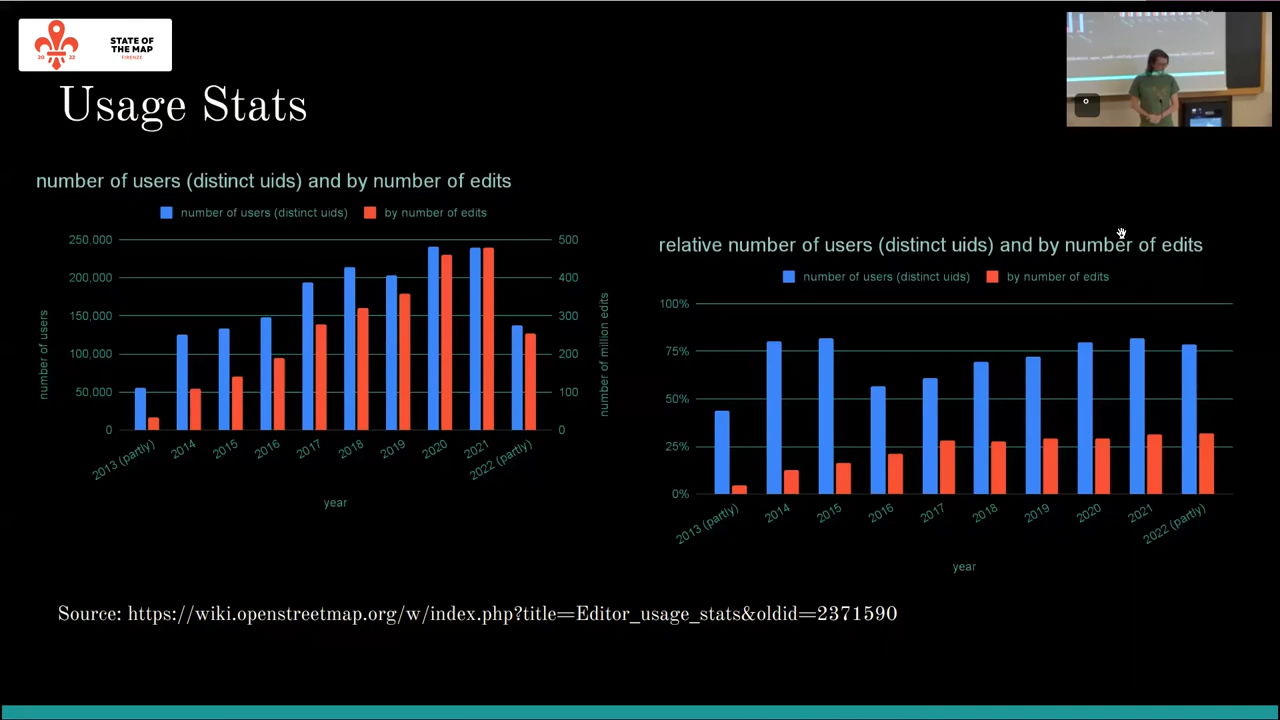 STATE OF
THE MAP
20 22
FIRENZE
Usage Stats
number of users (distinct uids) and by number of edits
number of users (distinct uids)
by number of edits
250,000
200,000
150,000
100,000
50,000
0
number of users
500
400
300
200
100
0
number of million edits
2013 (partly)
2014
2015
2016
2017
2018
2019
2020
2021
2022 (partly)
year
relative number of users (distinct uids) and by number of edits
number of users (distinct uids)
by number of edits
100%
75%
50%
25%
0%
2013 (partly)
2014
2015
2016
2017
2018
2019
2020
2021
2022 (partly)
year
Source: https://wiki.openstreetmap.org/w/index.php?title=Editor_usage_stats&oldid=2371590